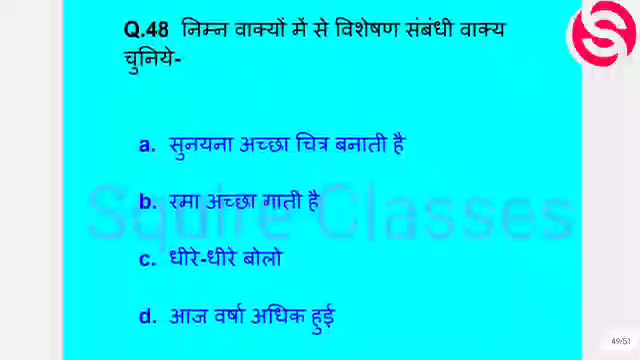 Q.48 निम्न वाक्यों में से विशेषण संबंधी वाक्य
चुनिये-
a. सुनयना अच्छा चित्र बनाती है
b. रमा अच्छा गाती है
Squire Classes
c. धीरे-धीरे बोलो
d. आज वर्षा अधिक हुई
49/51